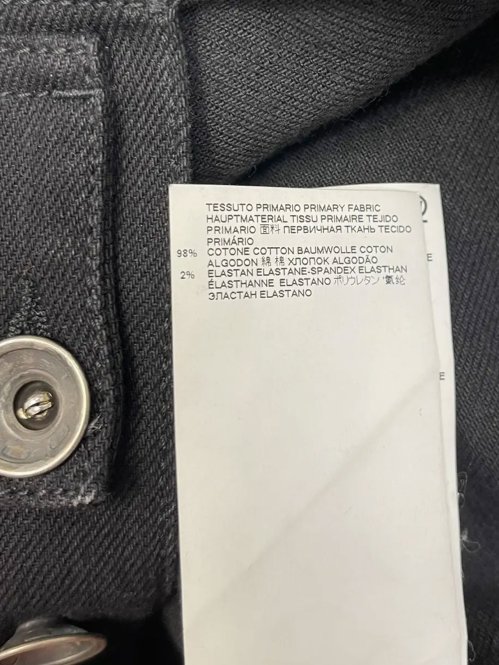 TESSUTO PRIMARIO PRIMARY FABRIC
HAUPTMATERIAL TISSU PRIMAIRE TEJIDO
PRIMARIO 面料 ПЕРВИЧНАЯ ТКАНЬ TECIDO
PRIMÁRIO
98% COTONE COTTON BAUMWOLLE COTON
ALGODON 綿 棉 ХЛОПОК ALGODÃO
2% ELASTAN ELASTANE-SPANDEX ELASTHAN
ÉLASTHANNE ELASTANO ポリウレタン 氨纶
ЭЛАСТАН ELASTANO
E
E